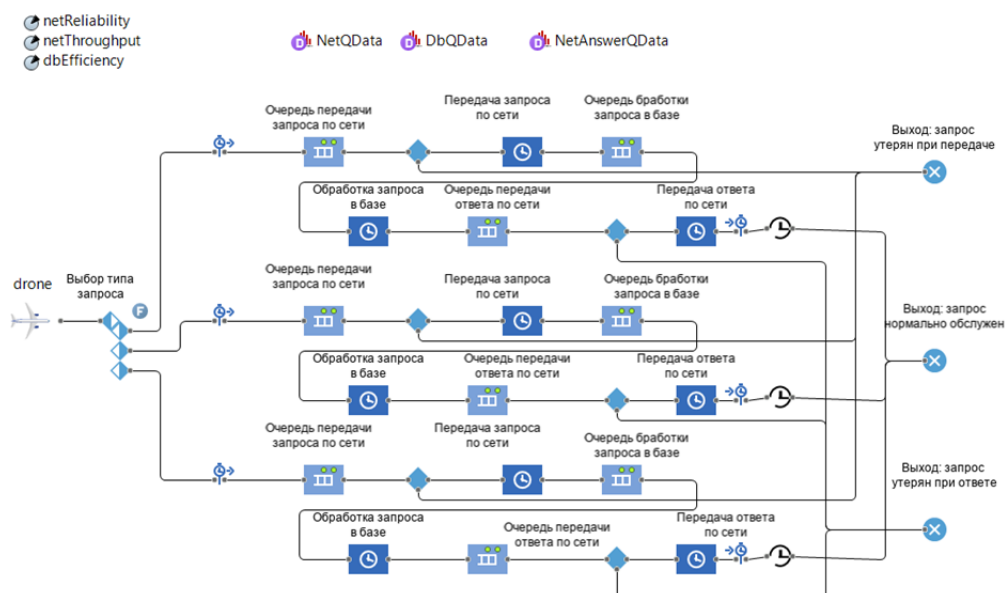 netReliability
netThroughput
dbEfficiency
NetQData
DbQData
NetAnswerQData
Очередь передачи
запроса по сети
Передача запроса
по сети
Очередь бработки
запроса в базе
Выход: запрос
утерян при передаче
Обработка запроса
в базе
Очередь передачи
ответа по сети
Передача ответа
по сети
drone
Выбор типа
запроса
F
Очередь передачи
запроса по сети
Передача запроса
по сети
Очередь бработки
запроса в базе
Выход: запрос
нормально обслужен
Обработка запроса
в базе
Очередь передачи
ответа по сети
Передача ответа
по сети
Очередь передачи
запроса по сети
Передача запроса
по сети
Очередь бработки
запроса в базе
Выход: запрос
утерян при ответе
Обработка запроса
в базе
Очередь передачи
ответа по сети
Передача ответа
по сети